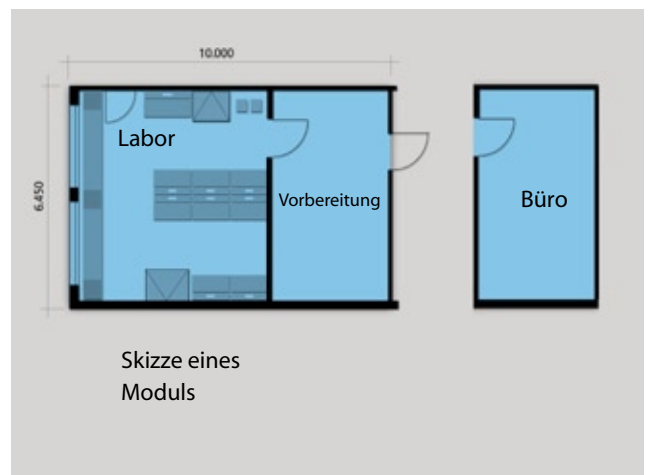 10.000
6.450
Labor
Vorbereitung
Büro
Skizze eines
Moduls